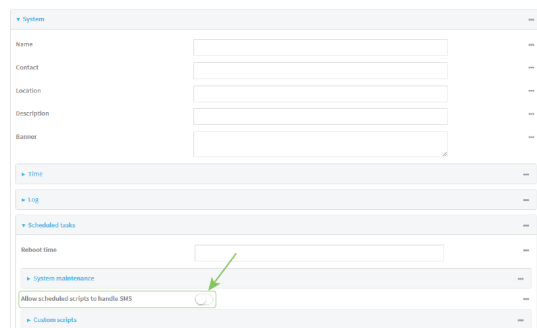 System
Name
Contact
Location
Description
Banner
Time
Log
Scheduled tasks
Reboot time
System maintenance
Allow scheduled scripts to handle SMS
Custom scripts